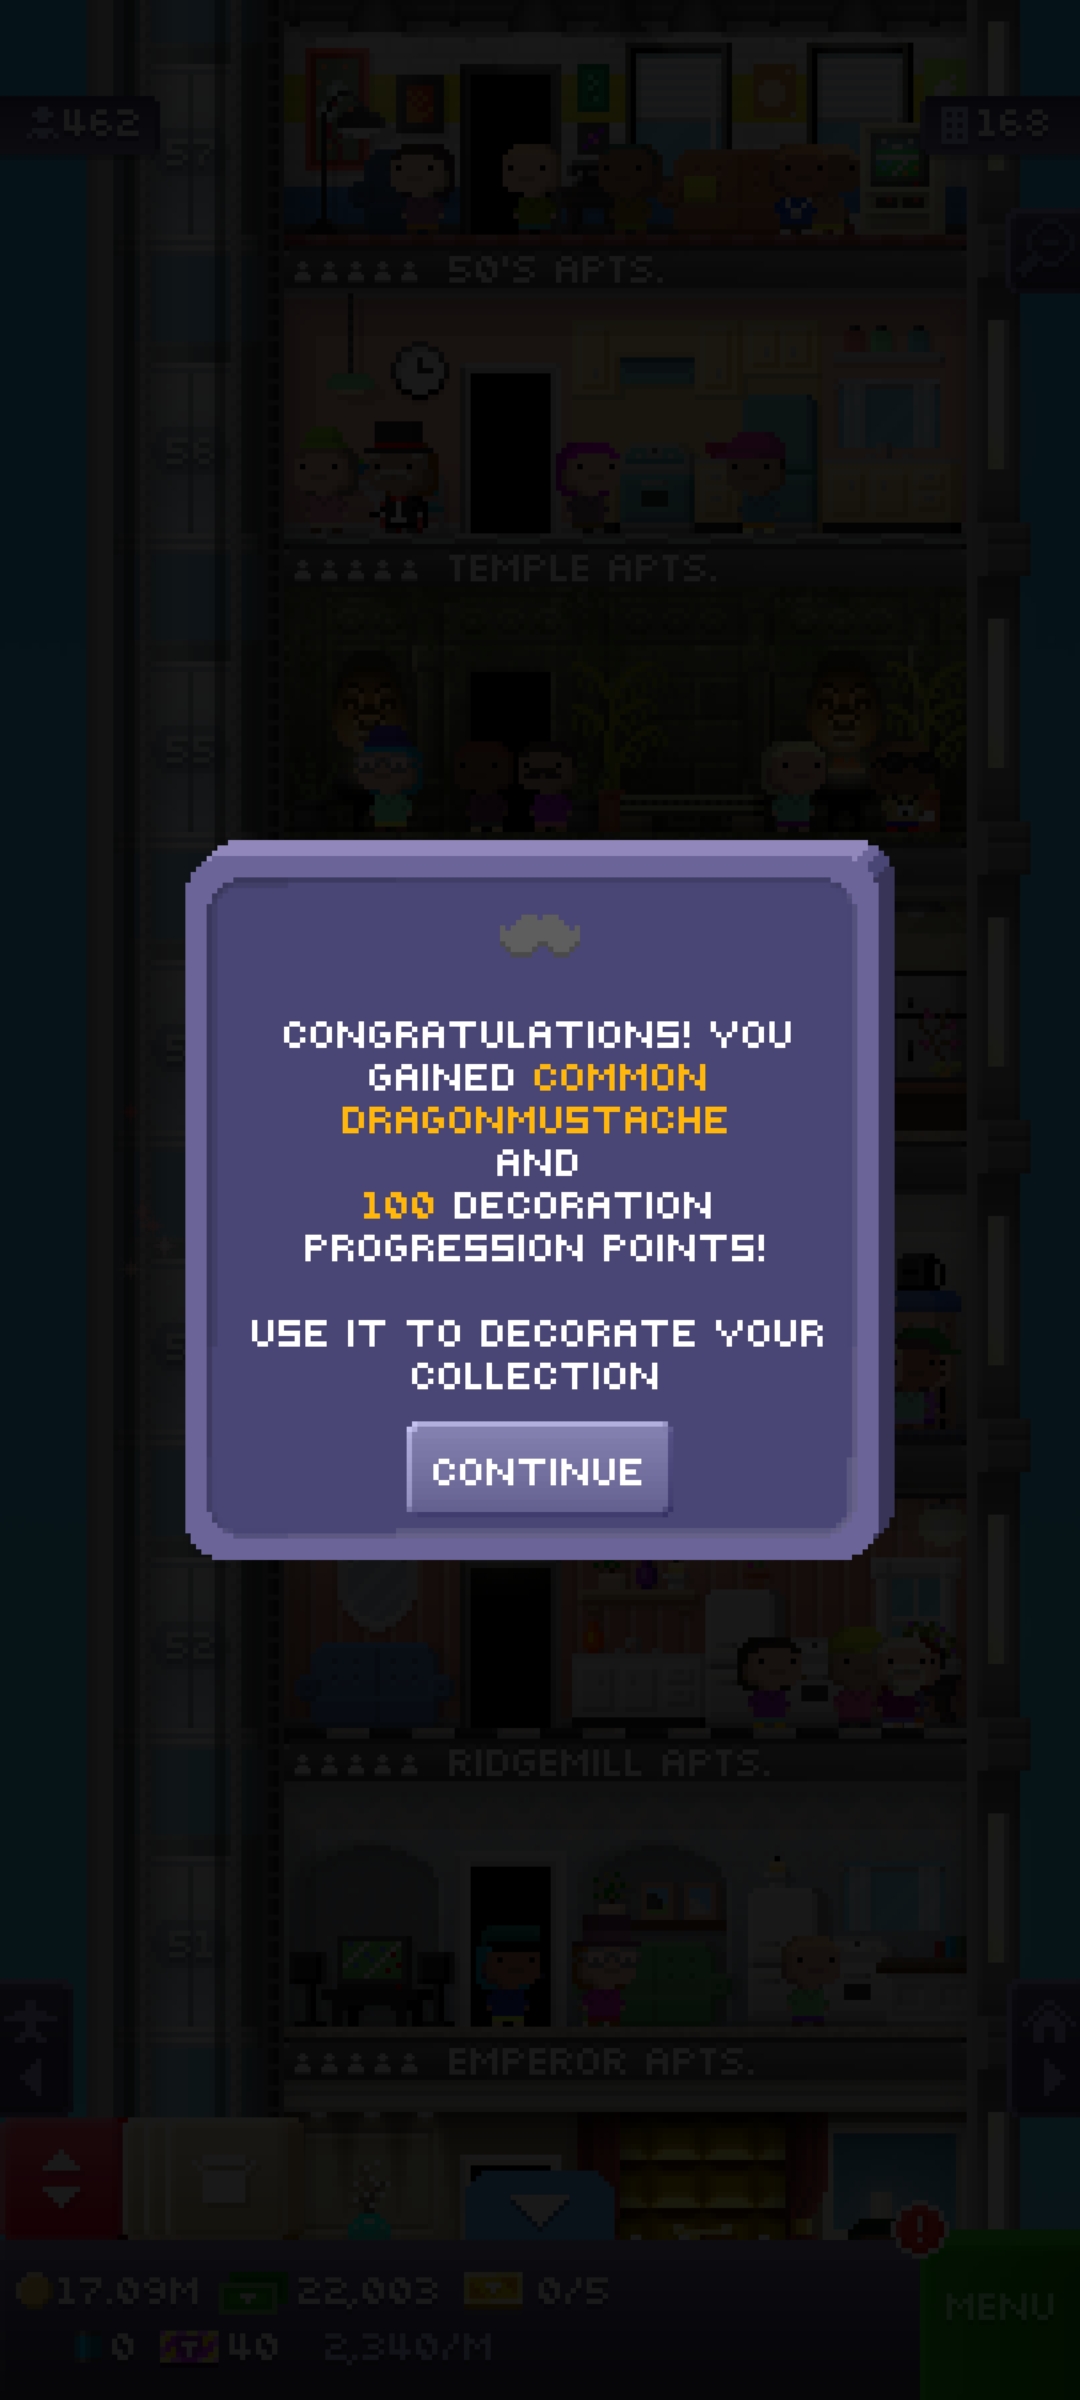 462
168
57
50'S APTS.
56
TEMPLE APTS.
55
CONGRATULATIONS! YOU
GAINED COMMON
DRAGONMUSTACHE
AND
100 DECORATION
PROGRESSION POINTS!
USE IT TO DECORATE YOUR
COLLECTION
CONTINUE
52
RIDGEMILL APTS.
51
EMPEROR APTS.
17.09M 22,003 0/5
0 40 2,340/M
MENU